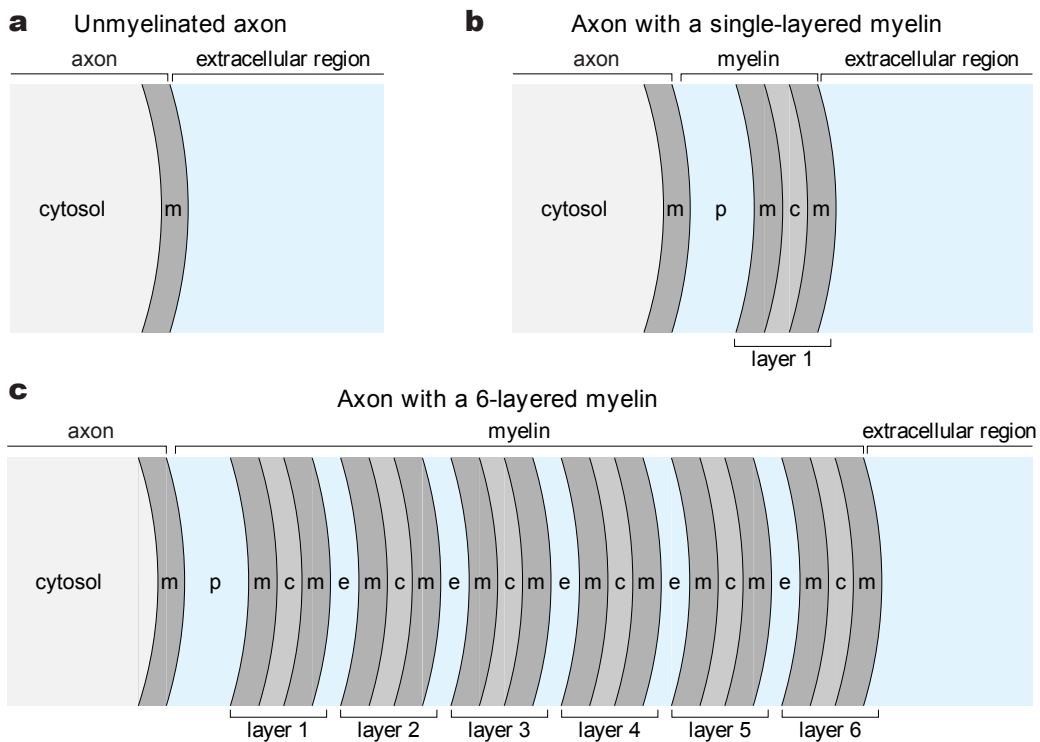 a Unmyelinated axon
axon extracellular region
cytosol m
b Axon with a single-layered myelin
axon myelin extracellular region
cytosol m p m c m
layer 1
c Axon with a 6-layered myelin
axon myelin extracellular region
cytosol m p m c m e m c m e m c m e m c m e m c m e m c m
layer 1 layer 2 layer 3 layer 4 layer 5 layer 6